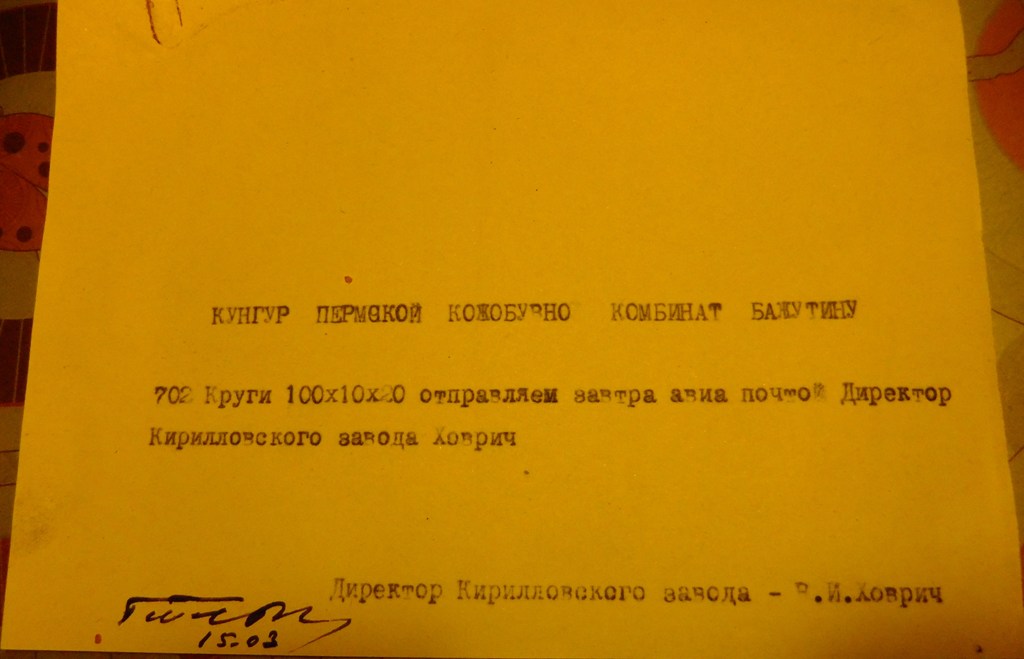 КУНГУР ПЕРМСКОЙ КОЖОБУВНО КОМБИНАТ БАЖУТИНУ
702 Круги 100х10х20 отправляем завтра авиа почтой Директор
Кирилловского завода Ховрич
Директор Кирилловского завода - В.И.Ховрич
15.03